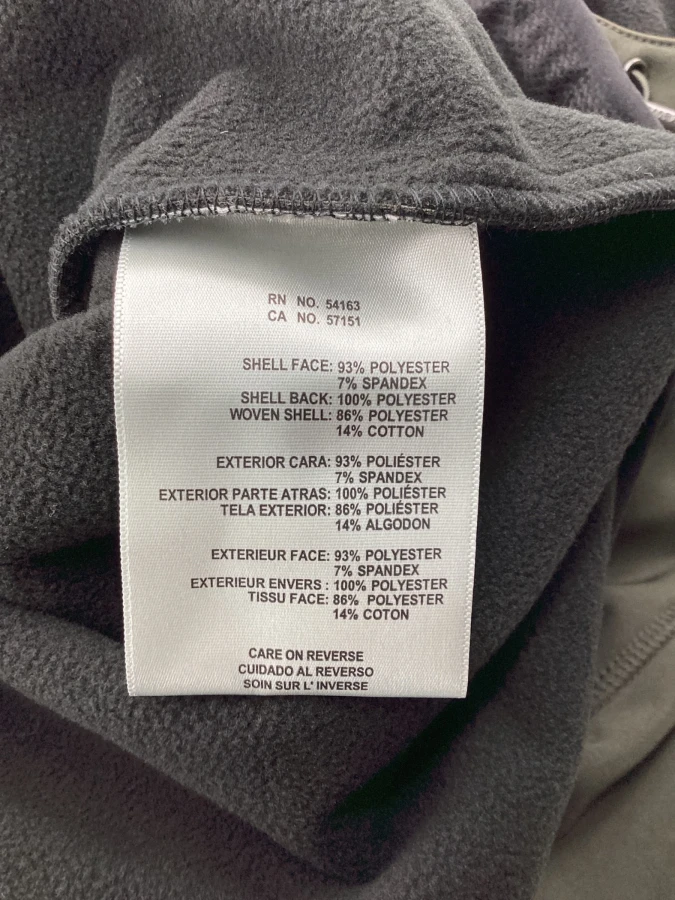 RN NO. 54163
CA NO. 57151
SHELL FACE: 93% POLYESTER
7% SPANDEX
SHELL BACK: 100% POLYESTER
WOVEN SHELL: 86% POLYESTER
14% COTTON
EXTERIOR CARA: 93% POLIÉSTER
7% SPANDEX
EXTERIOR PARTE ATRAS: 100% POLIÉSTER
TELA EXTERIOR: 86% POLIÉSTER
14% ALGODON
EXTERIEUR FACE: 93% POLYESTER
7% SPANDEX
EXTERIEUR ENVERS : 100% POLYESTER
TISSU FACE: 86% POLYESTER
14% COTON
CARE ON REVERSE
CUIDADO AL REVERSO
SOIN SUR L' INVERSE